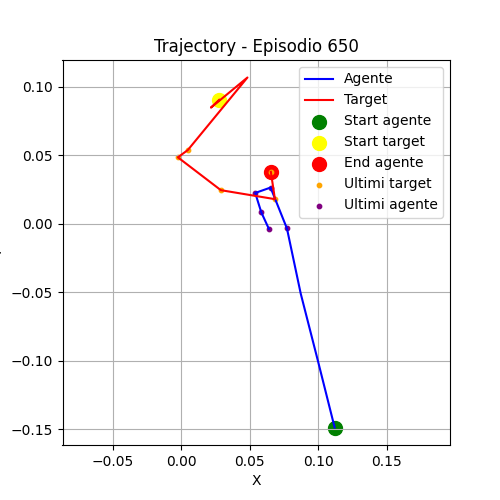 Trajectory - Episodio 650
Agente
Target
Start agente
Start target
End agente
Ultimi target
Ultimi agente
0.10
0.05
0.00
−0.05
−0.10
−0.15
−0.05
0.00
0.05
0.10
0.15
X